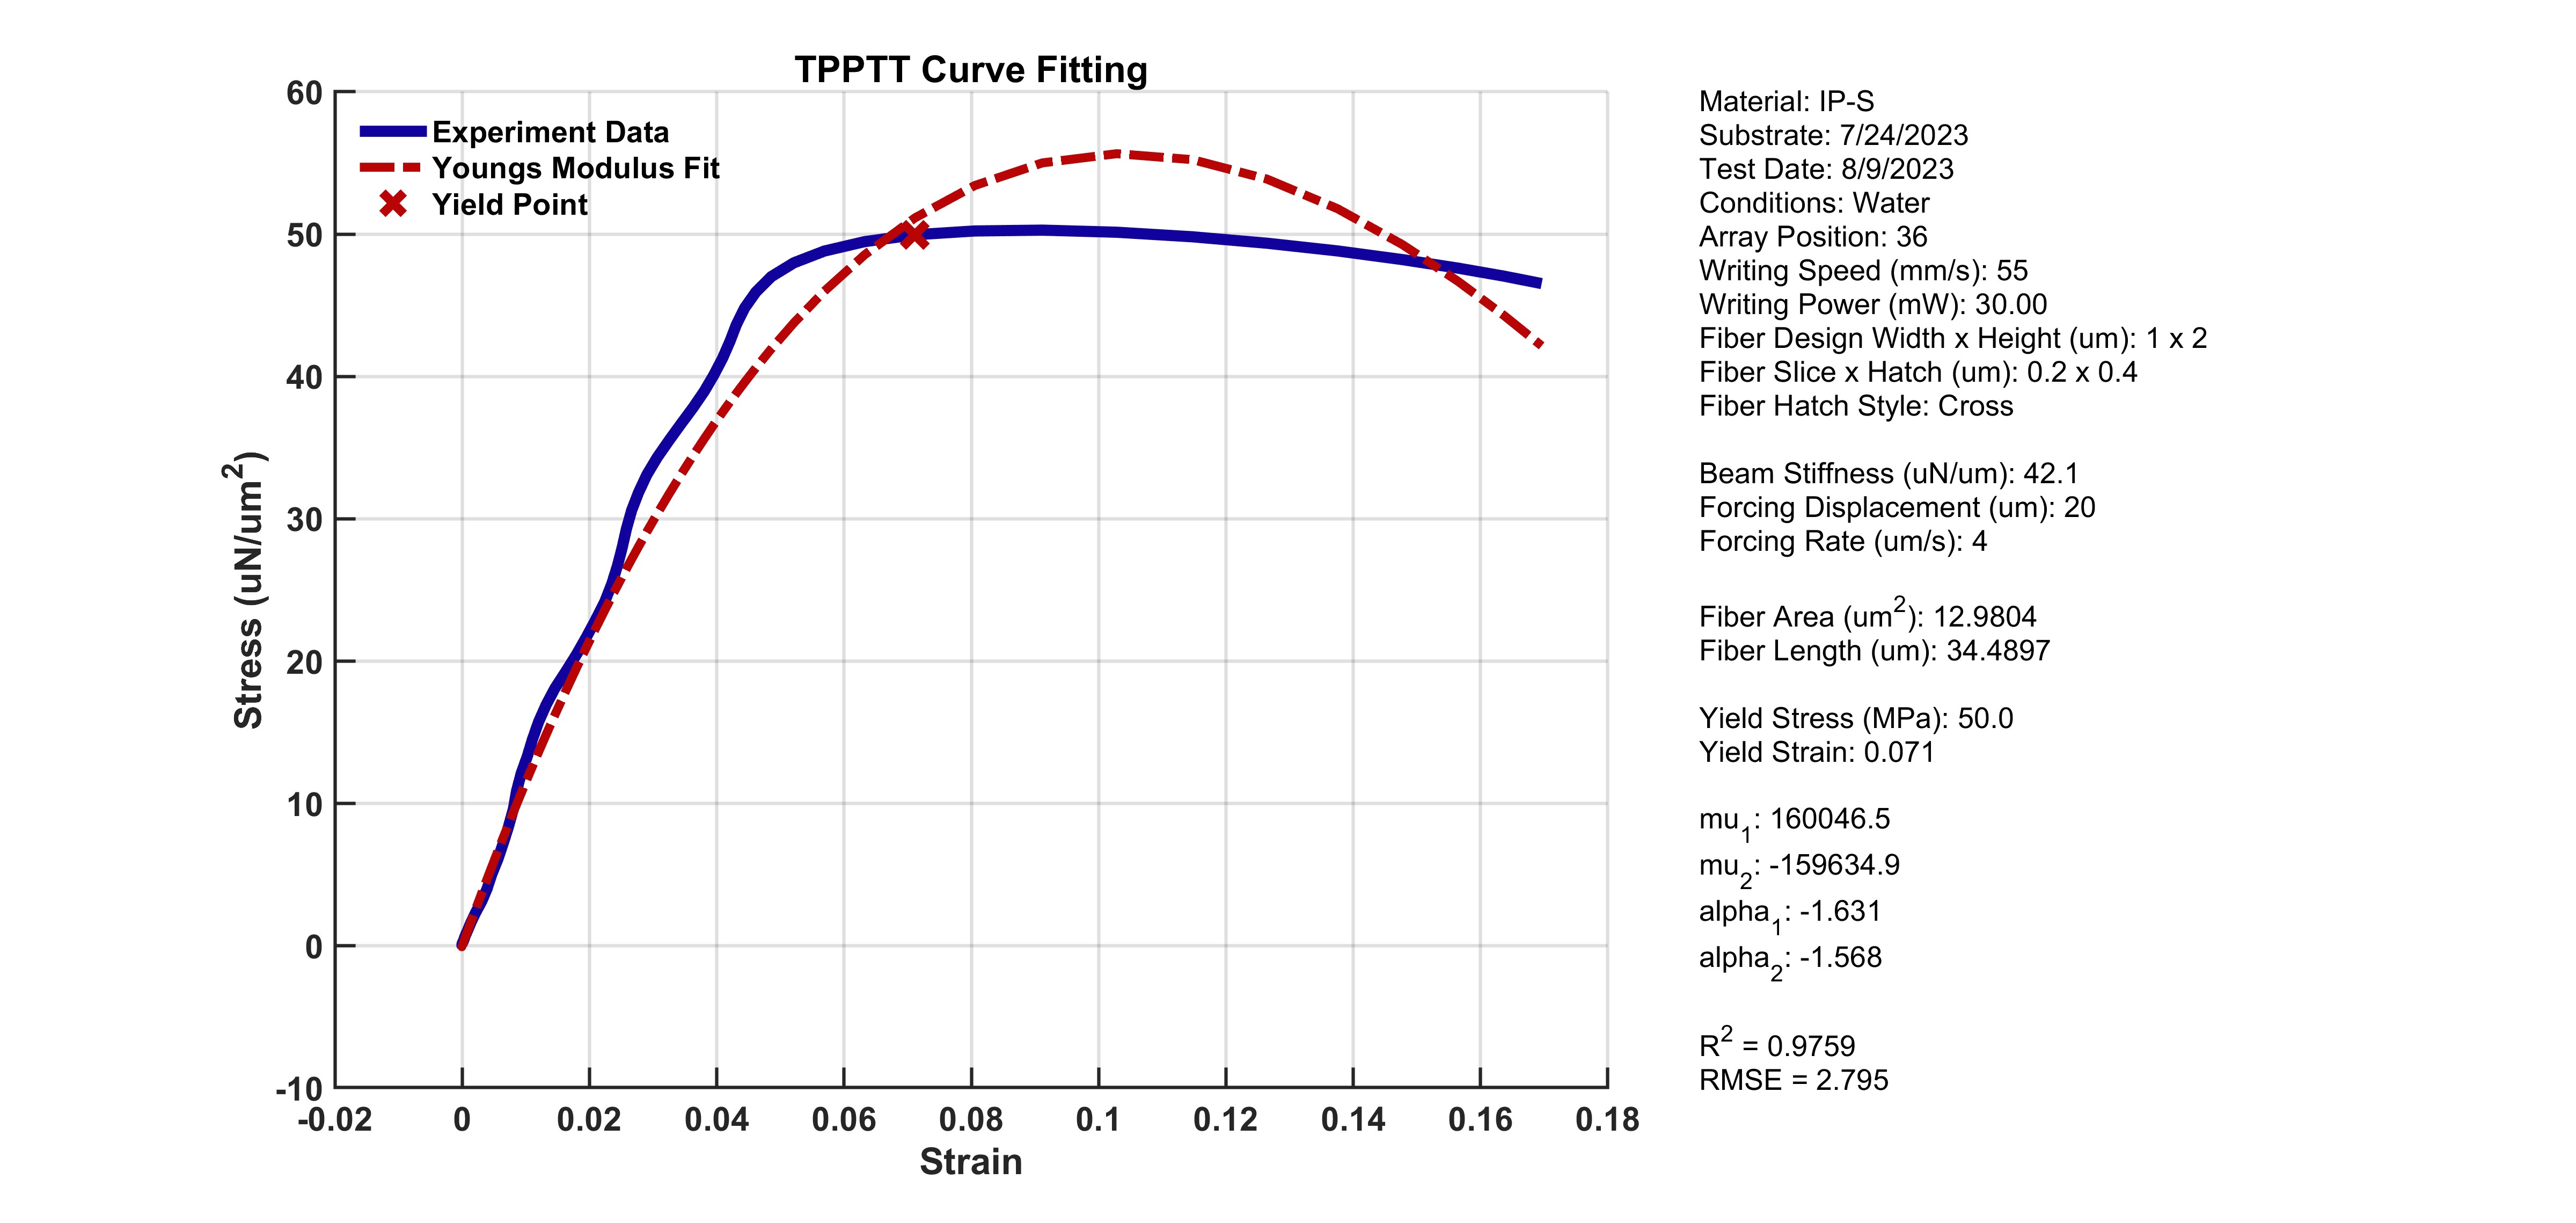 TPPTT Curve Fitting
60
50
40
30
20
10
0
-10
Stress (uN/um²)
Experiment Data
Youngs Modulus Fit
Yield Point
-0.02 0 0.02 0.04 0.06 0.08 0.1 0.12 0.14 0.16 0.18
Strain
Material: IP-S
Substrate: 7/24/2023
Test Date: 8/9/2023
Conditions: Water
Array Position: 36
Writing Speed (mm/s): 55
Writing Power (mW): 30.00
Fiber Design Width x Height (um): 1 x 2
Fiber Slice x Hatch (um): 0.2 x 0.4
Fiber Hatch Style: Cross
Beam Stiffness (uN/um): 42.1
Forcing Displacement (um): 20
Forcing Rate (um/s): 4
Fiber Area (um²): 12.9804
Fiber Length (um): 34.4897
Yield Stress (MPa): 50.0
Yield Strain: 0.071
mu₁: 160046.5
mu₂: -159634.9
alpha₁: -1.631
alpha₂: -1.568
R² = 0.9759
RMSE = 2.795